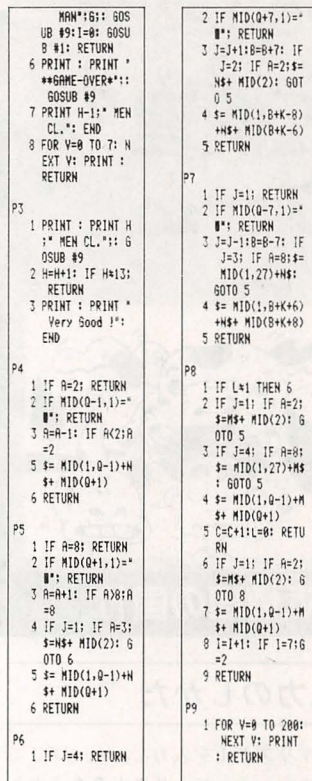 MAN";G;: GOS
UB #9:I=0: GOSU
B #1: RETURN
6 PRINT : PRINT "
**GAME-OVER*":
GOSUB #9
7 PRINT H-1;" MEN
CL.": END
8 FOR V=0 TO 7: N
EXT V: PRINT :
RETURN
P3
1 PRINT : PRINT H
;" MEN CL.";: G
OSUB #9
2 H=H+1: IF H≠13;
RETURN
3 PRINT : PRINT "
Very Good !":
END
P4
1 IF A=2; RETURN
2 IF MID(Q-1,1)="
■"; RETURN
3 A=A-1: IF A<2;A
=2
5 $= MID(1,Q-1)+N
$+ MID(Q+1)
6 RETURN
P5
1 IF A=8; RETURN
2 IF MID(Q+1,1)="
■"; RETURN
3 A=A+1: IF A>8;A
=8
4 IF J=1; IF A=3;
$=N$+ MID(2): G
OTO 6
5 $= MID(1,Q-1)+N
$+ MID(Q+1)
6 RETURN
P6
1 IF J=4; RETURN
2 IF MID(Q+7,1)="
■"; RETURN
3 J=J+1:B=B+7: IF
J=2; IF A=2;$=
N$+ MID(2): GOT
O 5
4 $= MID(1,B+K-8)
+N$+ MID(B+K-6)
5 RETURN
P7
1 IF J=1; RETURN
2 IF MID(Q-7,1)="
■"; RETURN
3 J=J-1:B=B-7: IF
J=3; IF A=8;$=
MID(1,27)+N$:
GOTO 5
4 $= MID(1,B+K+6)
+N$+ MID(B+K+8)
5 RETURN
P8
1 IF L≠1 THEN 6
2 IF J=1; IF A=2;
$=M$+ MID(2): G
OTO 5
3 IF J=4; IF A=8;
$= MID(1,27)+M$
: GOTO 5
4 $= MID(1,Q-1)+M
$+ MID(Q+1)
5 C=C+1:L=0: RETU
RN
6 IF J=1; IF A=2;
$=M$+ MID(2): G
OTO 8
7 $= MID(1,Q-1)+M
$+ MID(Q+1)
8 I=I+1: IF I=7;G
=2
9 RETURN
P9
1 FOR V=0 TO 200:
NEXT V: PRINT
: RETURN